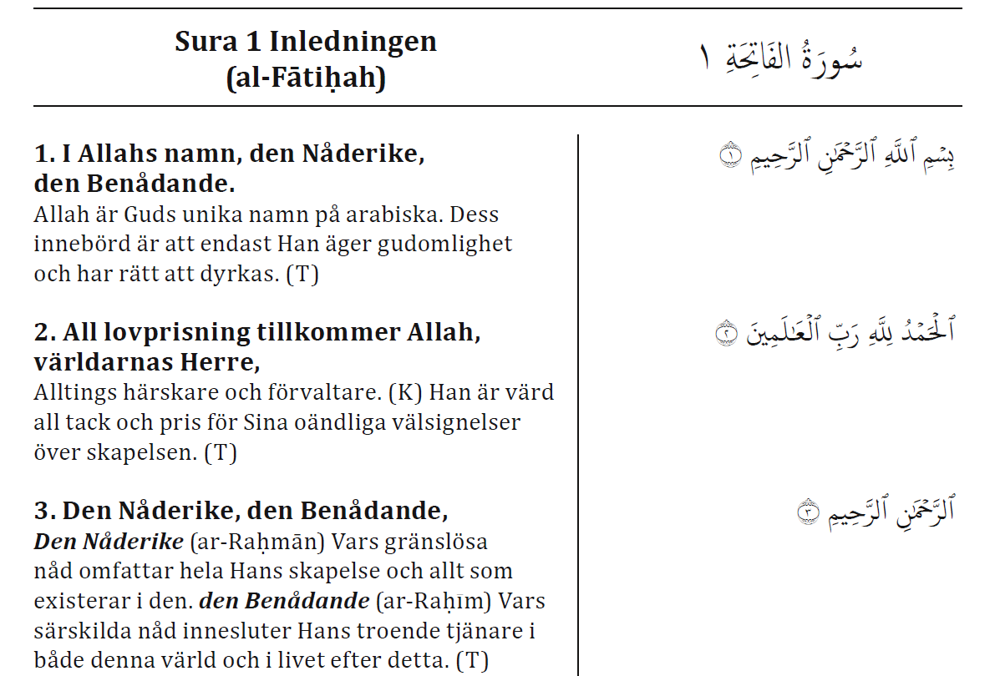 Sura 1 Inledningen
(al-Fātiḥah)
سُورَةُ الفَاتِحَةِ ١
1. I Allahs namn, den Nåderike,
den Benådande.
Allah är Guds unika namn på arabiska. Dess
innebörd är att endast Han äger gudomlighet
och har rätt att dyrkas. (T)
بِسۡمِ ٱللَّهِ ٱلرَّحۡمَٰنِ ٱلرَّحِيمِ ١
2. All lovprisning tillkommer Allah,
världarnas Herre,
Alltings härskare och förvaltare. (K) Han är värd
all tack och pris för Sina oändliga välsignelser
över skapelsen. (T)
ٱلۡحَمۡدُ لِلَّهِ رَبِّ ٱلۡعَٰلَمِينَ ٢
3. Den Nåderike, den Benådande,
Den Nåderike (ar-Raḥmān) Vars gränslösa
nåd omfattar hela Hans skapelse och allt som
existerar i den. den Benådande (ar-Raḥīm) Vars
särskilda nåd innesluter Hans troende tjänare i
både denna värld och i livet efter detta. (T)
ٱلرَّحۡمَٰنِ ٱلرَّحِيمِ ٣